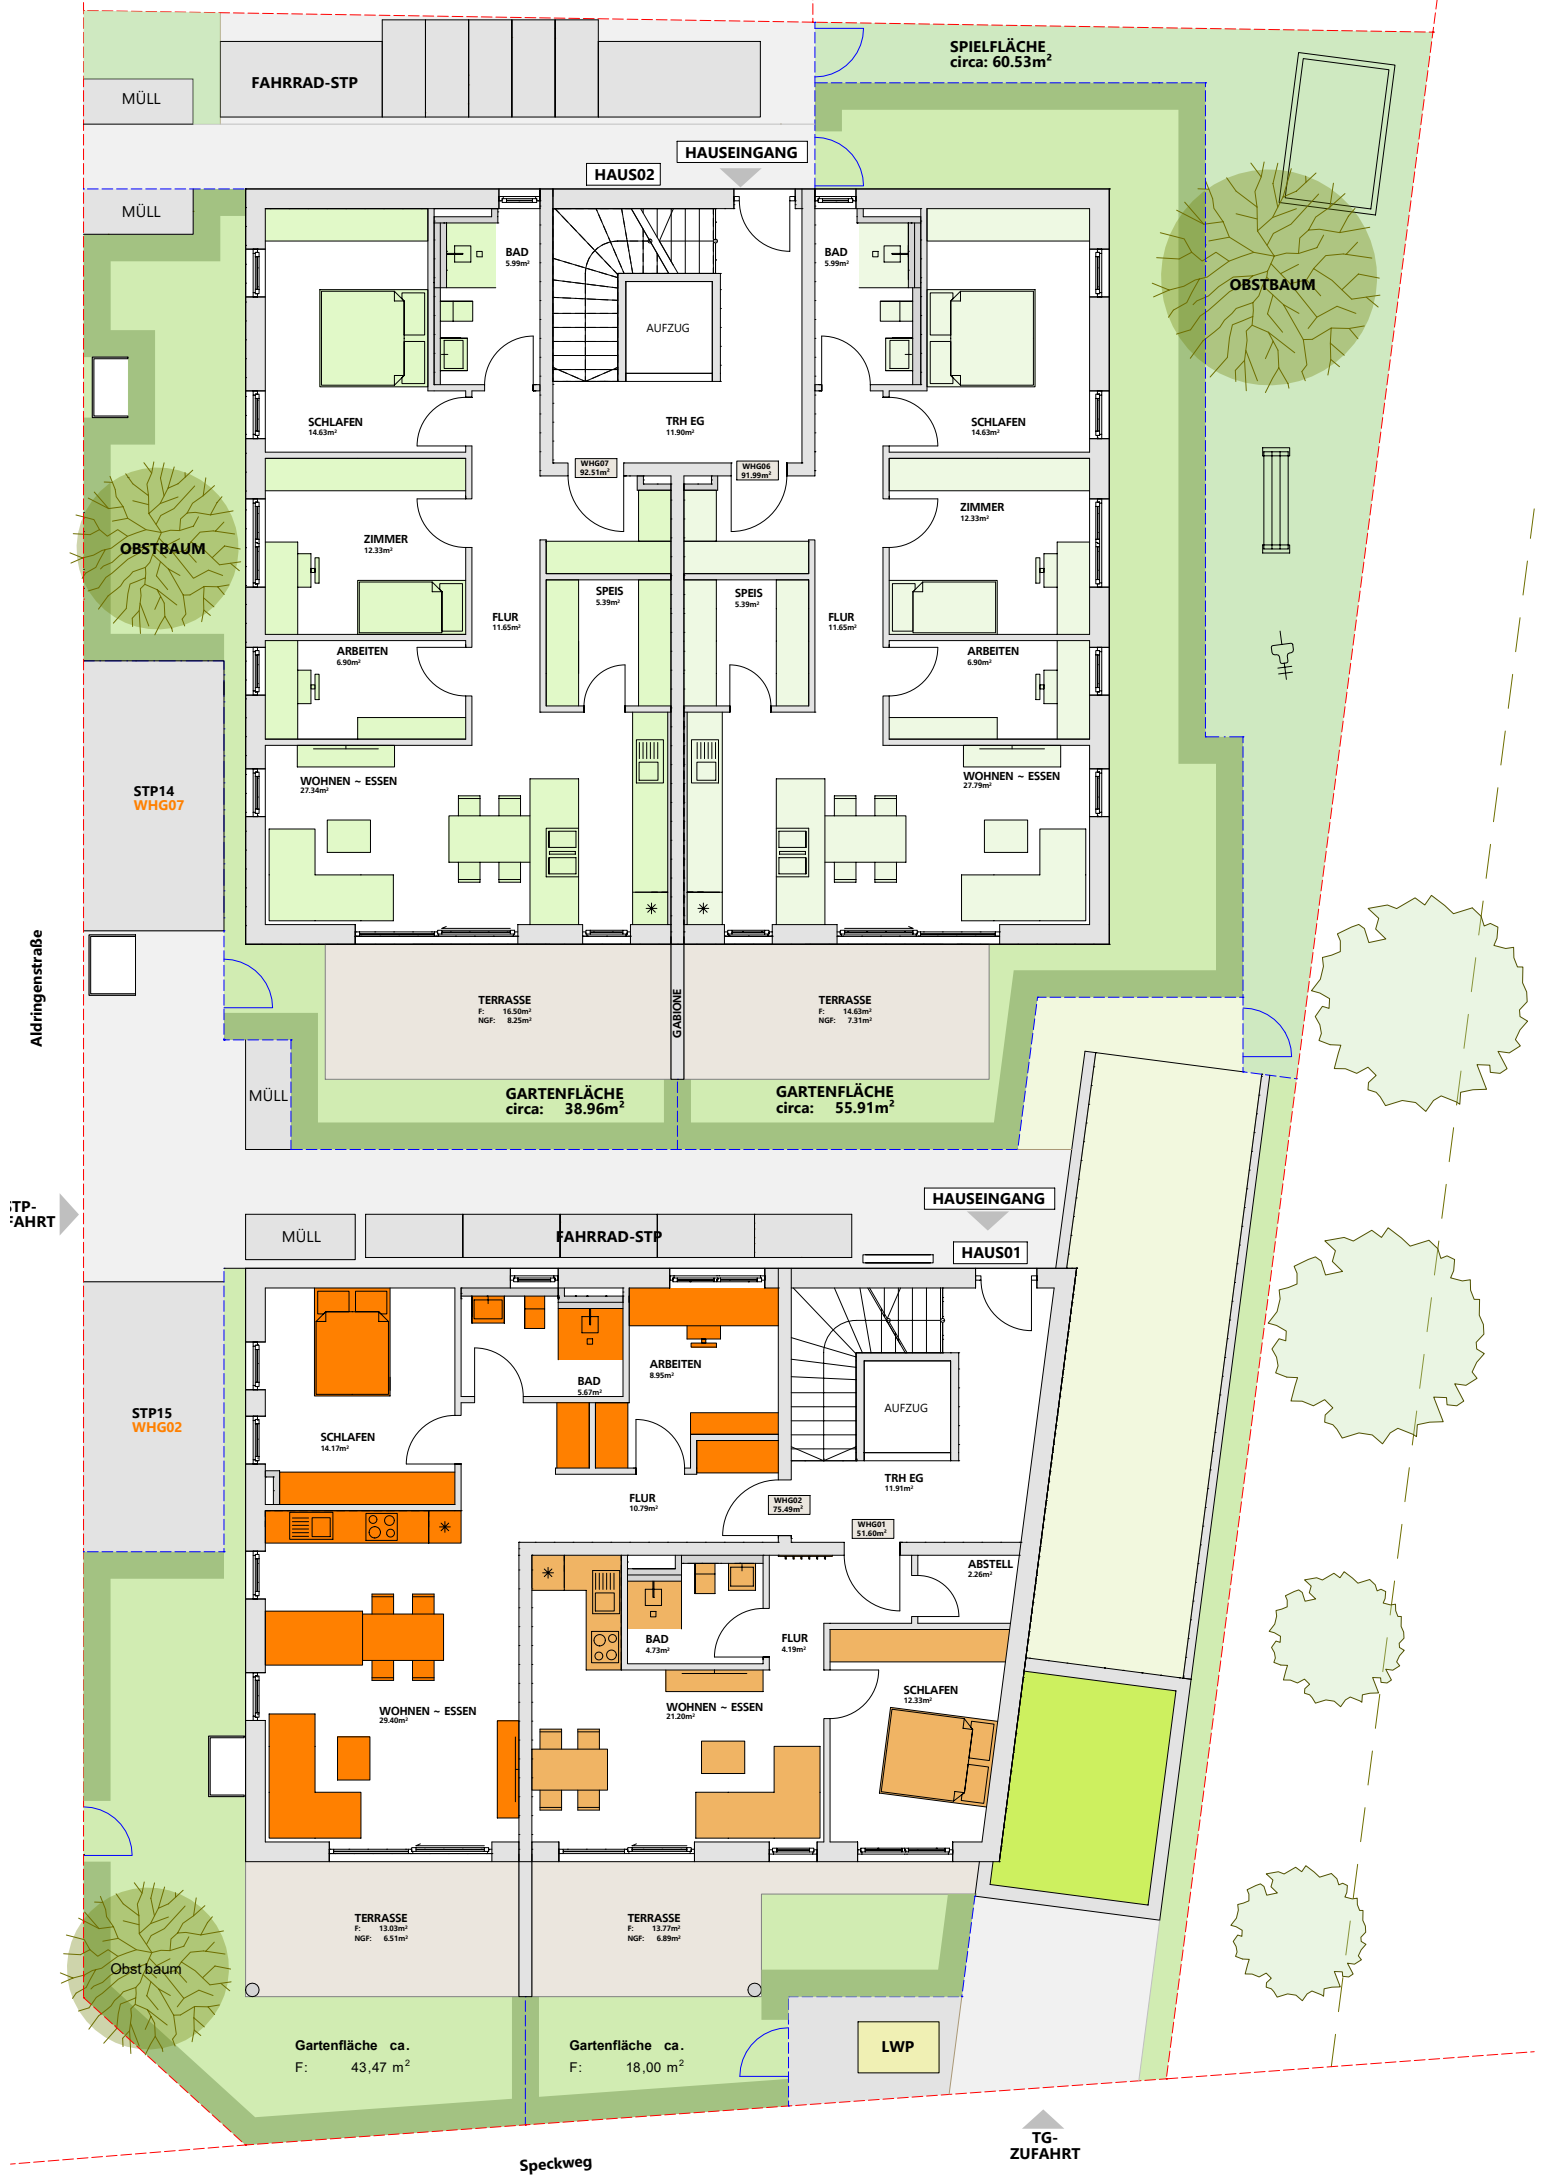 SPIELFLÄCHE
circa: 60.53m²
FAHRRAD-STP
MÜLL
HAUSEINGANG
HAUS02
MÜLL
BAD
5.99m²
BAD
5.99m²
OBSTBAUM
AUFZUG
SCHLAFEN
14.63m²
TRH EG
11.90m²
SCHLAFEN
14.63m²
WHG07
92.51m²
WHG06
91.99m²
OBSTBAUM
ZIMMER
12.33m²
ZIMMER
12.33m²
SPEIS
5.39m²
SPEIS
5.39m²
FLUR
11.65m²
FLUR
11.65m²
ARBEITEN
6.90m²
ARBEITEN
6.90m²
WOHNEN ~ ESSEN
27.34m²
WOHNEN ~ ESSEN
27.79m²
STP14
WHG07
Aldringenstraße
TERRASSE
F: 16.50m²
NGF: 8.25m²
GABIONE
TERRASSE
F: 14.63m²
NGF: 7.31m²
MÜLL
GARTENFLÄCHE
circa: 38.96m²
GARTENFLÄCHE
circa: 55.91m²
HAUSEINGANG
STP-
FAHRT
MÜLL
FAHRRAD-STP
HAUS01
BAD
5.67m²
ARBEITEN
8.95m²
AUFZUG
STP15
WHG02
SCHLAFEN
14.17m²
TRH EG
11.91m²
FLUR
10.79m²
WHG02
75.49m²
WHG01
51.60m²
ABSTELL
2.26m²
BAD
4.73m²
FLUR
4.19m²
SCHLAFEN
12.33m²
WOHNEN ~ ESSEN
29.40m²
WOHNEN ~ ESSEN
21.20m²
TERRASSE
F: 13.03m²
NGF: 6.51m²
TERRASSE
F: 13.77m²
NGF: 6.89m²
Obstbaum
Gartenfläche ca.
F: 43,47 m²
Gartenfläche ca.
F: 18,00 m²
LWP
TG-
ZUFAHRT
Speckweg